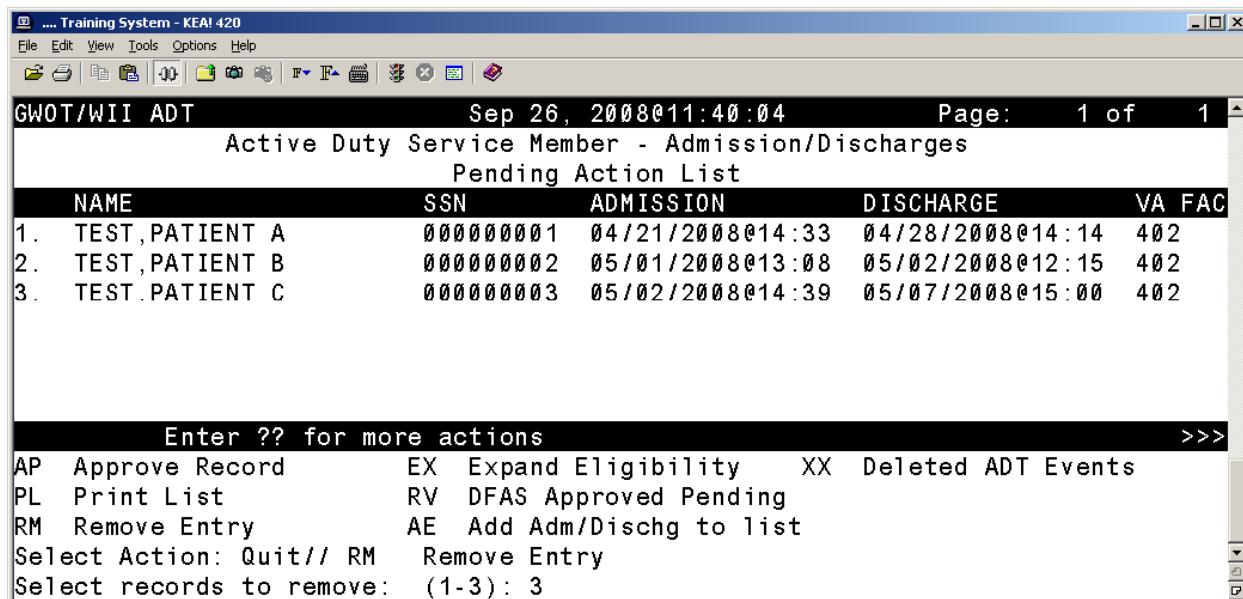 .... Training System - KEA! 420
File Edit View Tools Options Help
GWOT/WII ADT Sep 26, 2008@11:40:04 Page: 1 of 1
Active Duty Service Member - Admission/Discharges
Pending Action List
NAME SSN ADMISSION DISCHARGE VA FAC
1. TEST,PATIENT A 000000001 04/21/2008@14:33 04/28/2008@14:14 402
2. TEST,PATIENT B 000000002 05/01/2008@13:08 05/02/2008@12:15 402
3. TEST.PATIENT C 000000003 05/02/2008@14:39 05/07/2008@15:00 402
Enter ?? for more actions >>>
AP Approve Record EX Expand Eligibility XX Deleted ADT Events
PL Print List RV DFAS Approved Pending
RM Remove Entry AE Add Adm/Dischg to list
Select Action: Quit// RM Remove Entry
Select records to remove: (1-3): 3